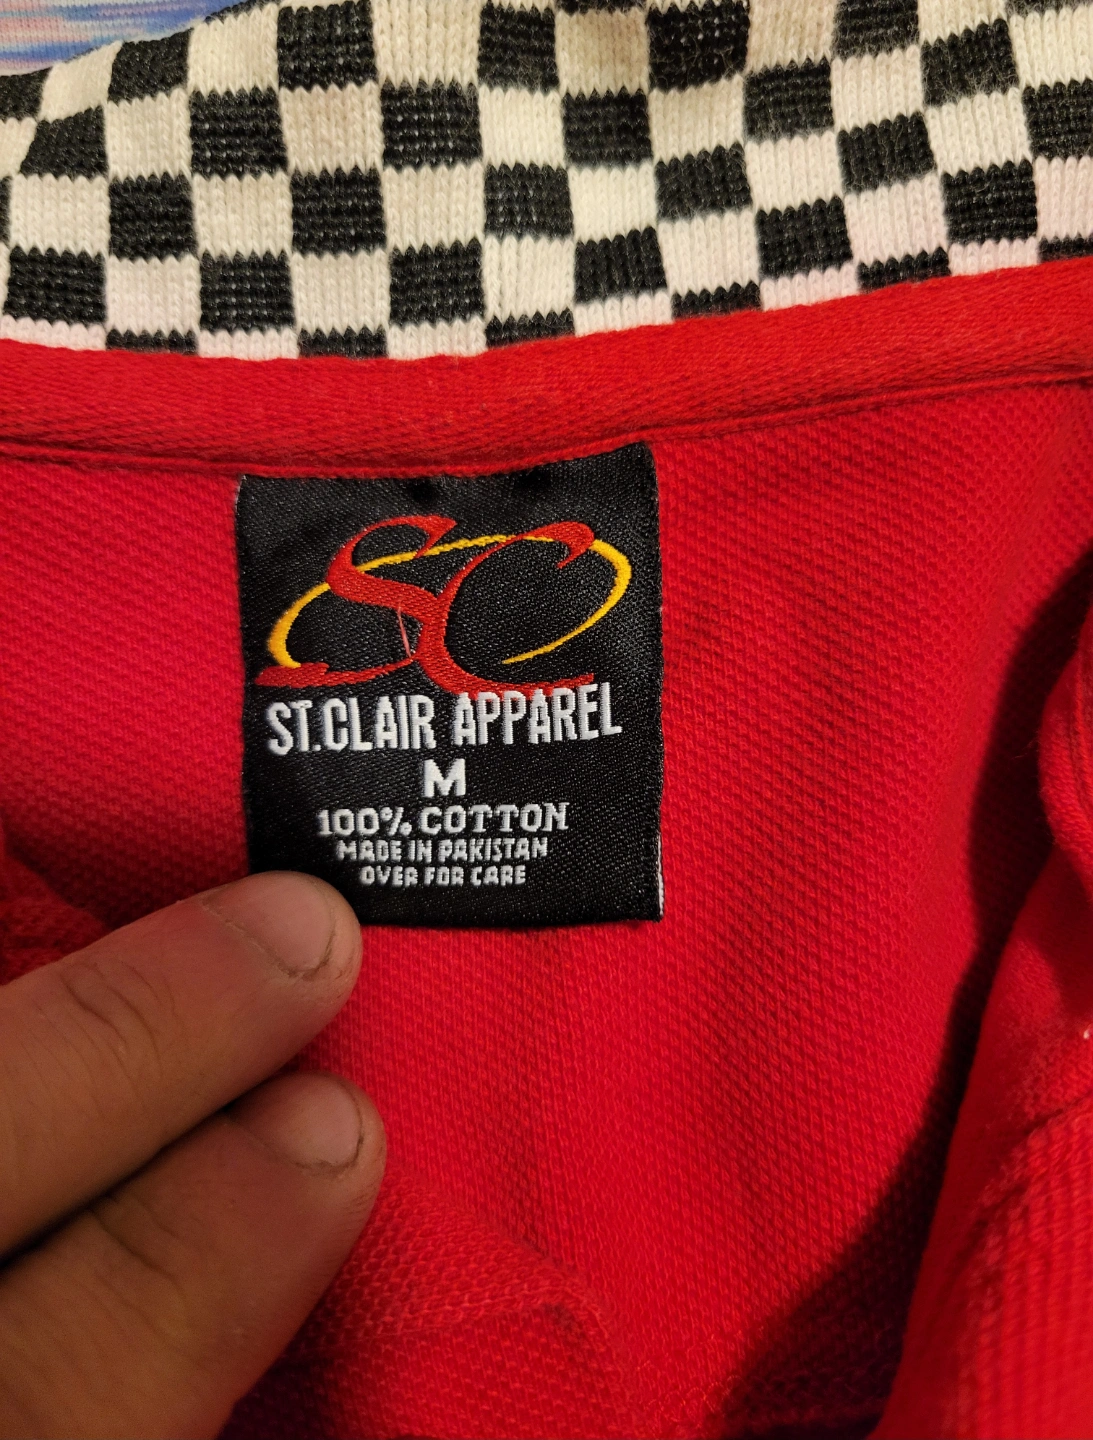 SC
ST.CLAIR APPAREL
M
100% COTTON
MADE IN PAKISTAN
OVER FOR CARE